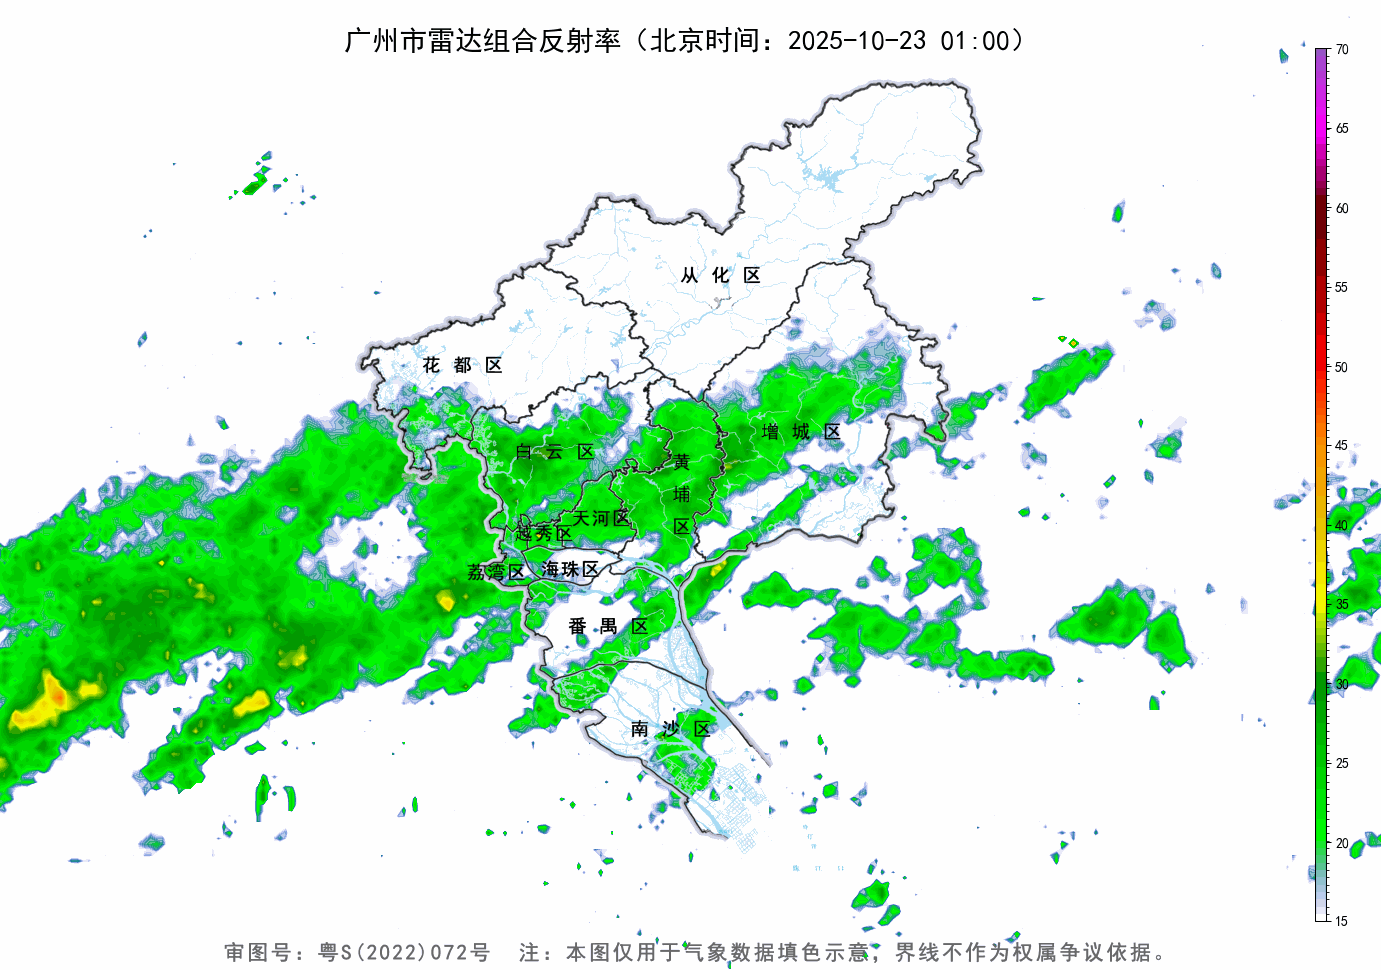 广州市雷达组合反射率（北京时间：2025-10-23 01:00）
70
65
60
55
50
45
40
35
30
25
20
15
从化区
花都区
增城区
白云区
黄埔区
天河区
越秀区
荔湾区
海珠区
番禺区
南沙区
审图号：粤S(2022)072号 注：本图仅用于气象数据填色示意，界线不作为权属争议依据。